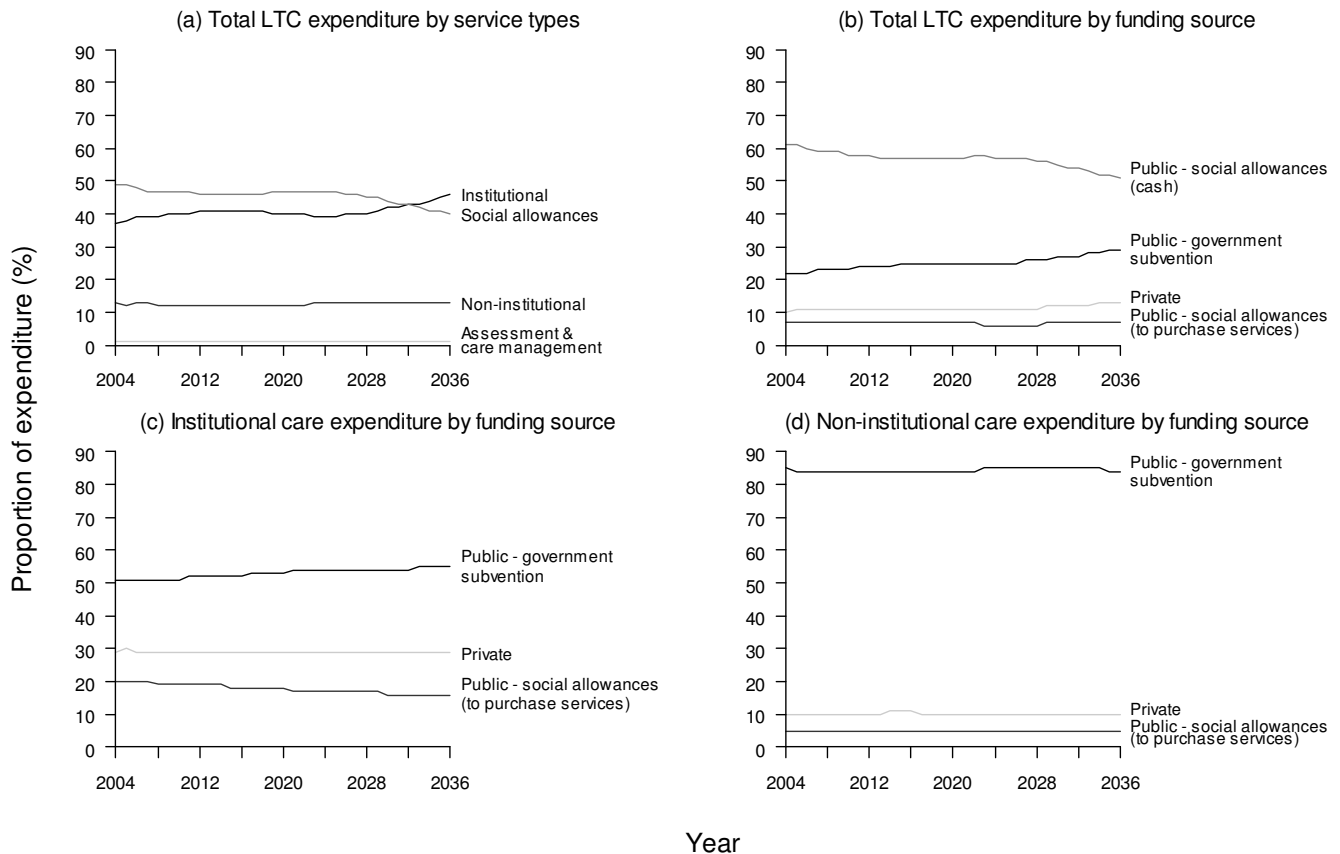 (a) Total LTC expenditure by service types
90
80
70
60
50
40
30
20
10
0
2004 2012 2020 2028 2036
Institutional
Social allowances
Non-institutional
Assessment &
care management
(b) Total LTC expenditure by funding source
90
80
70
60
50
40
30
20
10
0
2004 2012 2020 2028 2036
Public - social allowances
(cash)
Public - government
subvention
Private
Public - social allowances
(to purchase services)
Proportion of expenditure (%)
(c) Institutional care expenditure by funding source
90
80
70
60
50
40
30
20
10
0
2004 2012 2020 2028 2036
Public - government
subvention
Private
Public - social allowances
(to purchase services)
(d) Non-institutional care expenditure by funding source
90
80
70
60
50
40
30
20
10
0
2004 2012 2020 2028 2036
Public - government
subvention
Private
Public - social allowances
(to purchase services)
Year